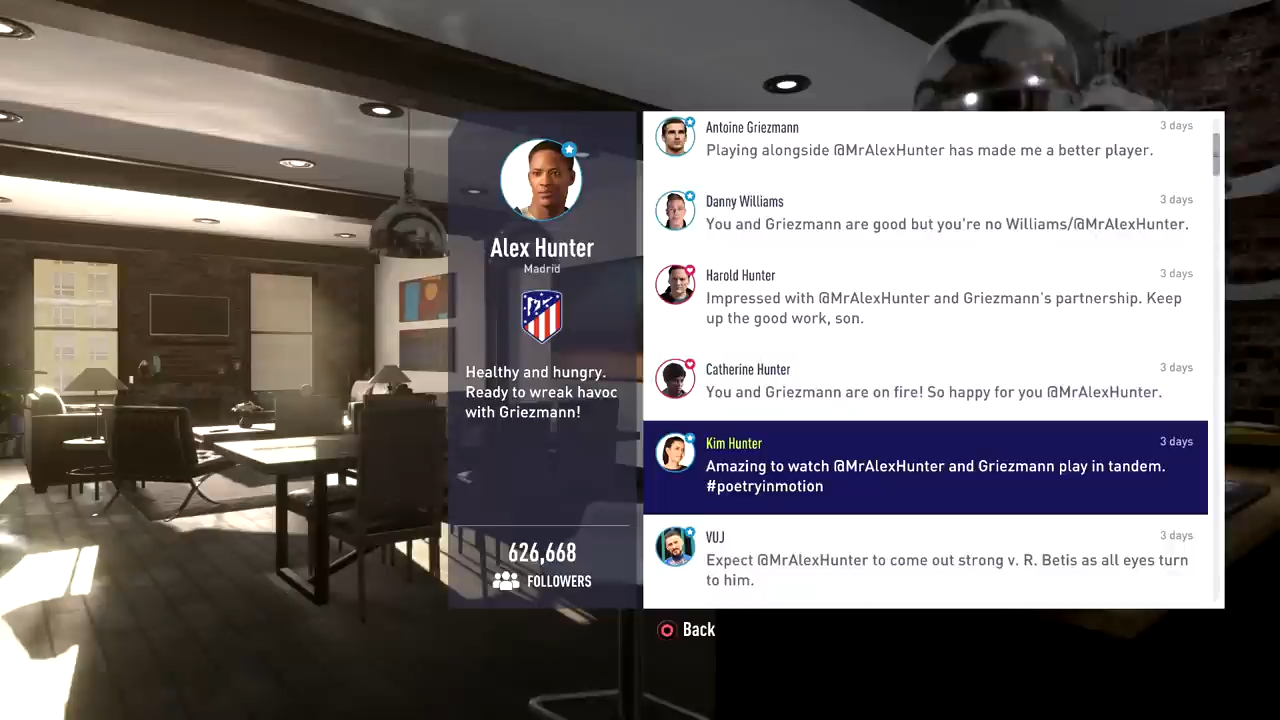 Alex Hunter
Madrid
Healthy and hungry.
Ready to wreak havoc
with Griezmann!
626,668
FOLLOWERS
Antoine Griezmann
3 days
Playing alongside @MrAlexHunter has made me a better player.
Danny Williams
3 days
You and Griezmann are good but you're no Williams/@MrAlexHunter.
Harold Hunter
3 days
Impressed with @MrAlexHunter and Griezmann's partnership. Keep
up the good work, son.
Catherine Hunter
3 days
You and Griezmann are on fire! So happy for you @MrAlexHunter.
Kim Hunter
3 days
Amazing to watch @MrAlexHunter and Griezmann play in tandem.
#poetryinmotion
VUJ
3 days
Expect @MrAlexHunter to come out strong v. R. Betis as all eyes turn
to him.
Back